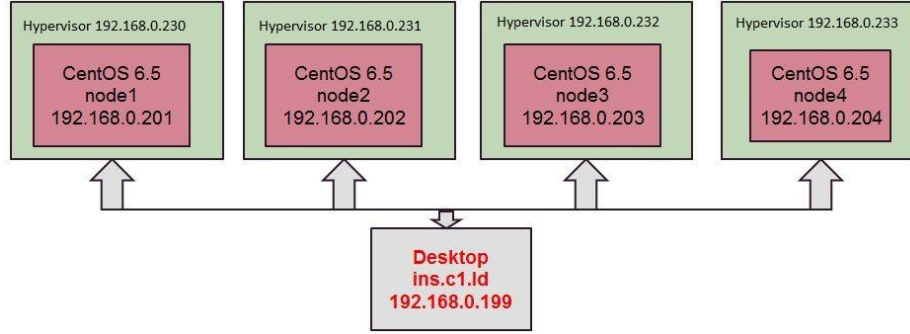 Hypervisor 192.168.0.230
CentOS 6.5
node1
192.168.0.201
Hypervisor 192.168.0.231
CentOS 6.5
node2
192.168.0.202
Hypervisor 192.168.0.232
CentOS 6.5
node3
192.168.0.203
Hypervisor 192.168.0.233
CentOS 6.5
node4
192.168.0.204
Desktop
ins.c1.ld
192.168.0.199